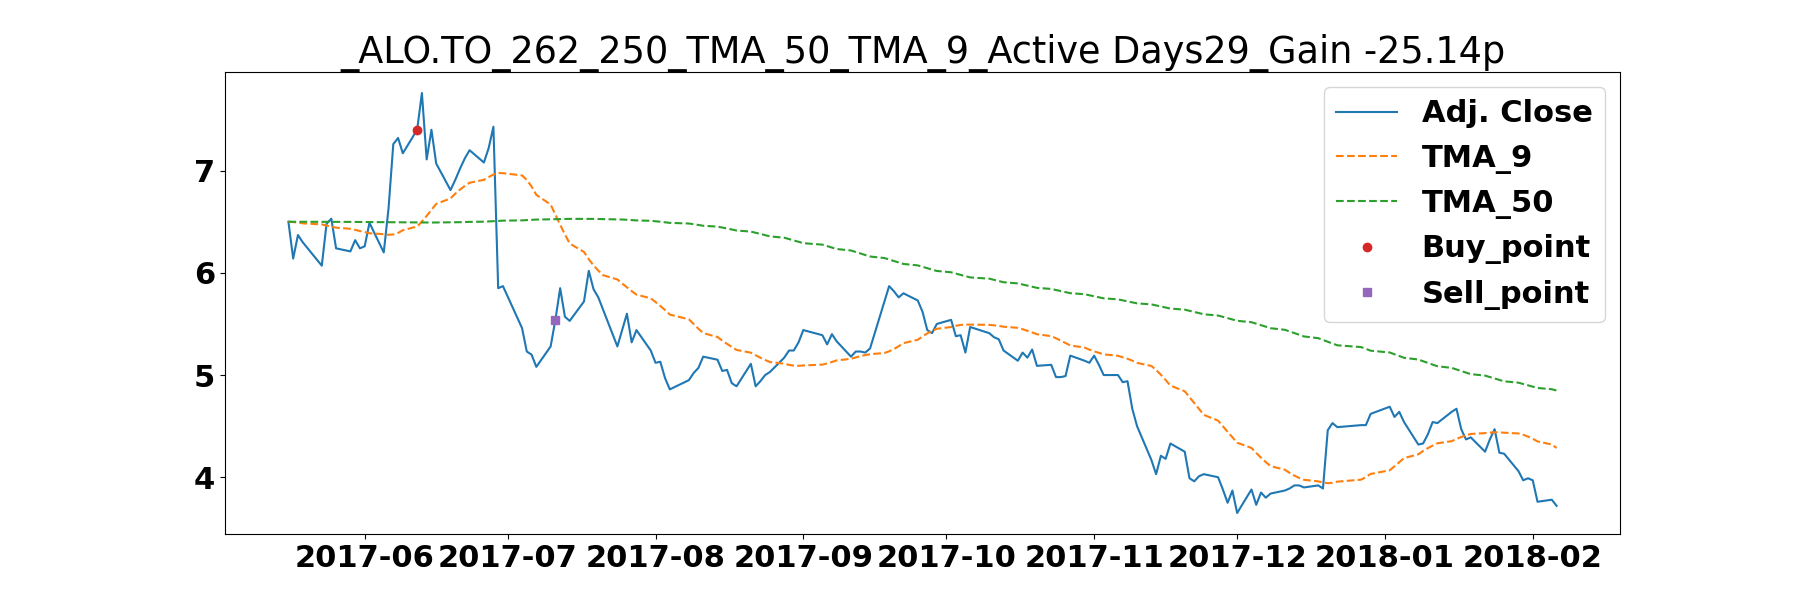 _ALO.TO_262_250_TMA_50_TMA_9_Active Days29_Gain -25.14p
Adj. Close
TMA_9
TMA_50
Buy_point
Sell_point
7
6
5
4
2017-06 2017-07 2017-08 2017-09 2017-10 2017-11 2017-12 2018-01 2018-02